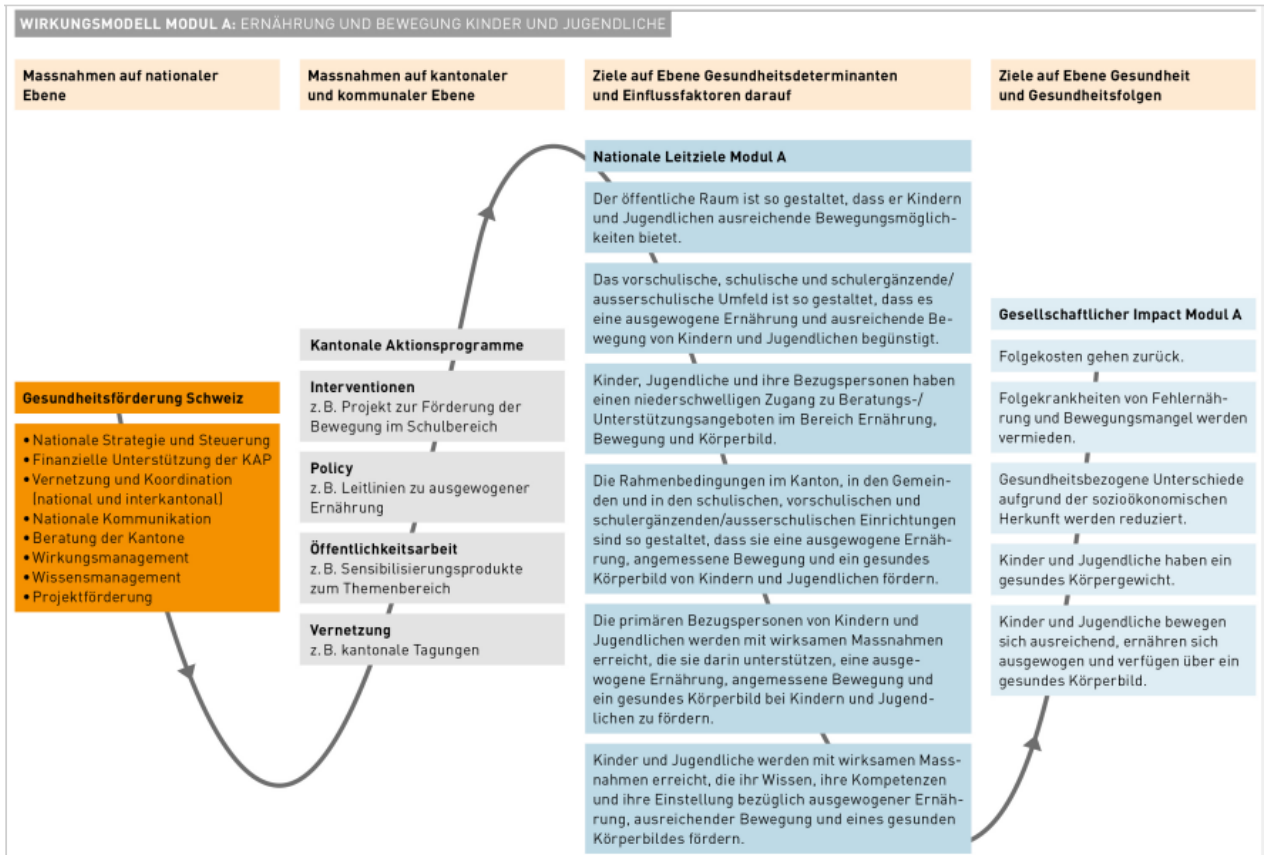 WIRKUNGSMODELL MODUL A: ERNÄHRUNG UND BEWEGUNG KINDER UND JUGENDLICHE
Massnahmen auf nationaler
Ebene
Massnahmen auf kantonaler
und kommunaler Ebene
Ziele auf Ebene Gesundheitsdeterminanten
und Einflussfaktoren darauf
Ziele auf Ebene Gesundheit
und Gesundheitsfolgen
Gesundheitsförderung Schweiz
• Nationale Strategie und Steuerung
• Finanzielle Unterstützung der KAP
• Vernetzung und Koordination
(national und interkantonal)
• Nationale Kommunikation
• Beratung der Kantone
• Wirkungsmanagement
• Wissensmanagement
• Projektförderung
Kantonale Aktionsprogramme
Interventionen
z. B. Projekt zur Förderung der
Bewegung im Schulbereich
Policy
z. B. Leitlinien zu ausgewogener
Ernährung
Öffentlichkeitsarbeit
z. B. Sensibilisierungsprodukte
zum Themenbereich
Vernetzung
z. B. kantonale Tagungen
Nationale Leitziele Modul A
Der öffentliche Raum ist so gestaltet, dass er Kindern
und Jugendlichen ausreichende Bewegungsmöglich-
keiten bietet.
Das vorschulische, schulische und schulergänzende/
ausserschulische Umfeld ist so gestaltet, dass es
eine ausgewogene Ernährung und ausreichende Be-
wegung von Kindern und Jugendlichen begünstigt.
Kinder, Jugendliche und ihre Bezugspersonen haben
einen niederschwelligen Zugang zu Beratungs-/
Unterstützungsangeboten im Bereich Ernährung,
Bewegung und Körperbild.
Die Rahmenbedingungen im Kanton, in den Gemein-
den und in den schulischen, vorschulischen und
schulergänzenden/ausserschulischen Einrichtungen
sind so gestaltet, dass sie eine ausgewogene Ernäh-
rung, angemessene Bewegung und ein gesundes
Körperbild von Kindern und Jugendlichen fördern.
Die primären Bezugspersonen von Kindern und
Jugendlichen werden mit wirksamen Massnahmen
erreicht, die sie darin unterstützen, eine ausge-
wogene Ernährung, angemessene Bewegung und
ein gesundes Körperbild bei Kindern und Jugend-
lichen zu fördern.
Kinder und Jugendliche werden mit wirksamen Mass-
nahmen erreicht, die ihr Wissen, ihre Kompetenzen
und ihre Einstellung bezüglich ausgewogener Ernäh-
rung, ausreichender Bewegung und eines gesunden
Körperbildes fördern.
Gesellschaftlicher Impact Modul A
Folgekosten gehen zurück.
Folgekrankheiten von Fehlernäh-
rung und Bewegungsmangel werden
vermieden.
Gesundheitsbezogene Unterschiede
aufgrund der sozioökonomischen
Herkunft werden reduziert.
Kinder und Jugendliche haben ein
gesundes Körpergewicht.
Kinder und Jugendliche bewegen
sich ausreichend, ernähren sich
ausgewogen und verfügen über ein
gesundes Körperbild.